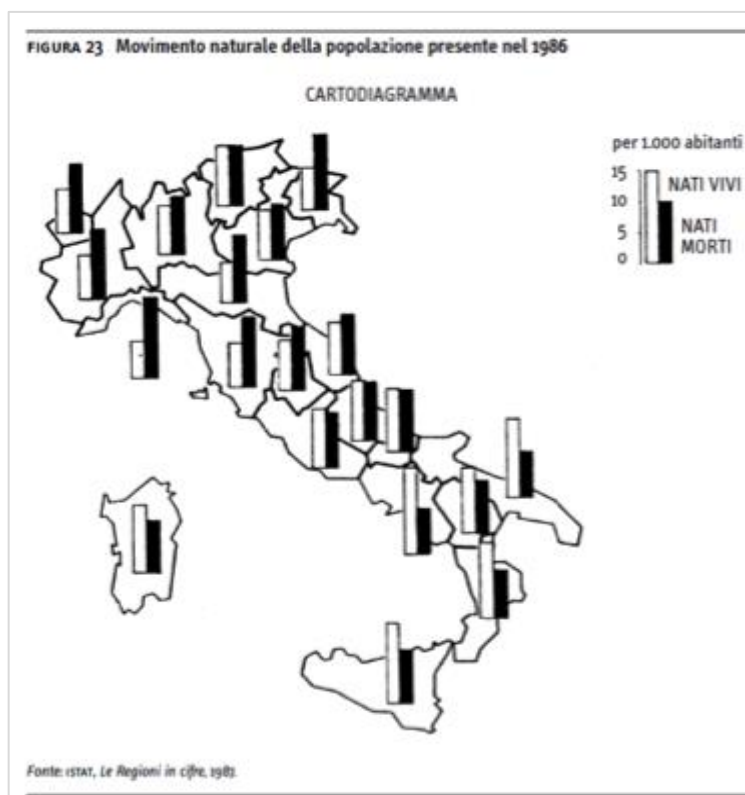 FIGURA 23 Movimento naturale della popolazione presente nel 1986
CARTODIAGRAMMA
per 1.000 abitanti
15
10
5
0
NATI VIVI
NATI
MORTI
Fonte: ISTAT, Le Regioni in cifre, 1987.